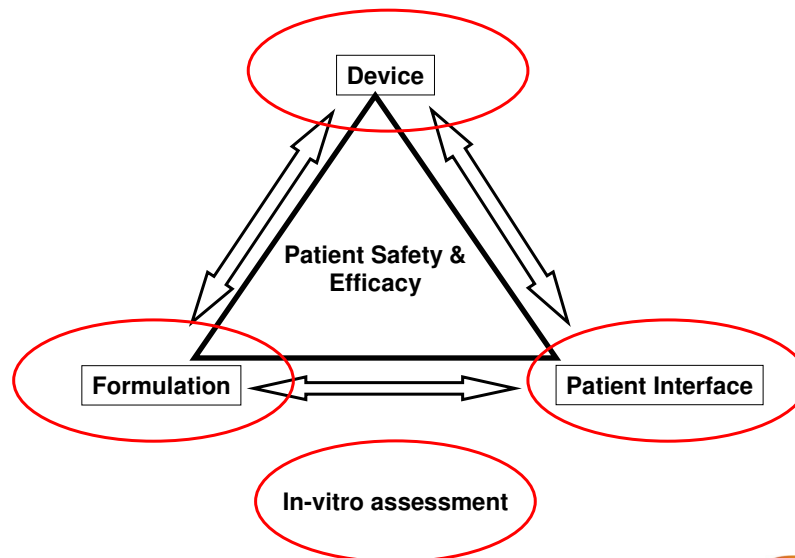 Device
Patient Safety &
Efficacy
Formulation
Patient Interface
In-vitro assessment